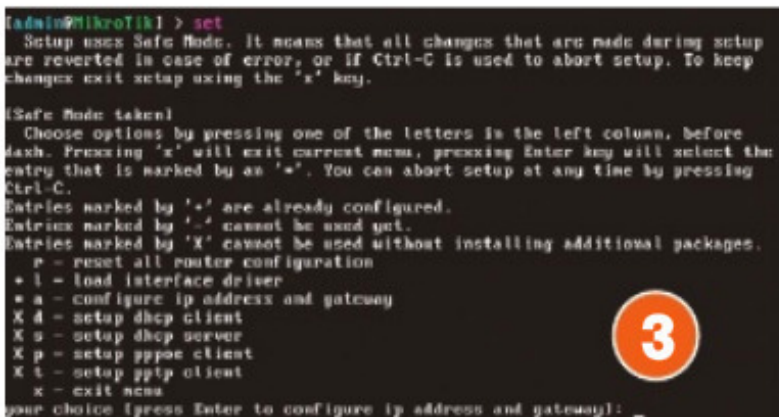 [admin@MikroTik] > set
Setup uses Safe Mode. It means that all changes that are made during setup
are reverted in case of error, or if Ctrl-C is used to abort setup. To keep
changes exit setup using the 'x' key.
[Safe Mode taken]
Choose options by pressing one of the letters in the left column, before
dash. Pressing 'x' will exit current menu, pressing Enter key will select the
entry that is marked by an '*'. You can abort setup at any time by pressing
Ctrl-C.
Entries marked by '+' are already configured.
Entries marked by '-' cannot be used yet.
Entries marked by 'X' cannot be used without installing additional packages.
r - reset all router configuration
+ l - load interface driver
* a - configure ip address and gateway
X d - setup dhcp client
X s - setup dhcp server
X p - setup pppoe client
X t - setup pptp client
x - exit menu
your choice [press Enter to configure ip address and gateway]: _
3